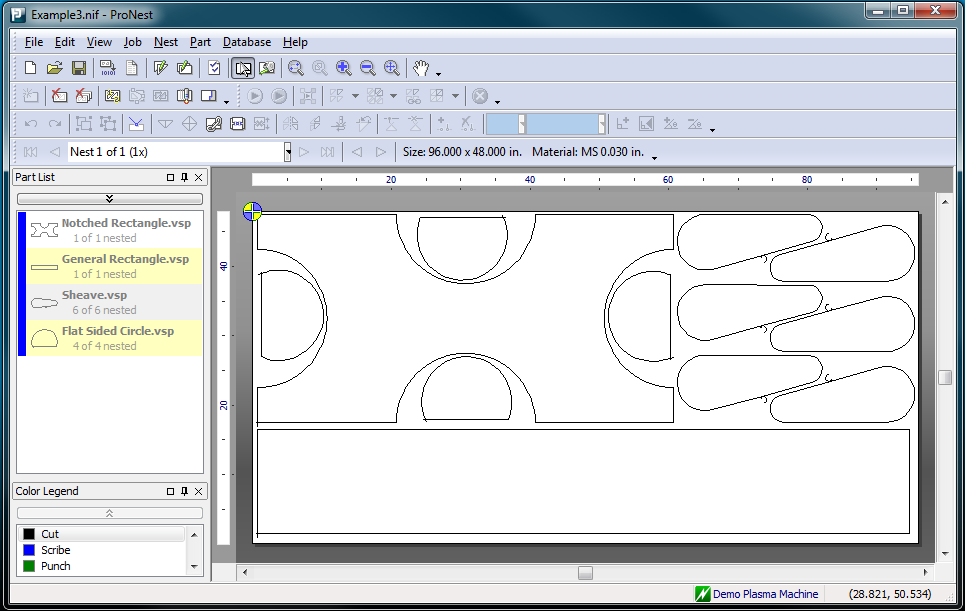 Example3.nif - ProNest
File Edit View Job Nest Part Database Help
Nest 1 of 1 (1x) Size: 96.000 x 48.000 in. Material: MS 0.030 in.
Part List
20 40 60 80
Notched Rectangle.vsp
1 of 1 nested
General Rectangle.vsp
1 of 1 nested
Sheave.vsp
6 of 6 nested
Flat Sided Circle.vsp
4 of 4 nested
40
20
Color Legend
Cut
Scribe
Punch
Demo Plasma Machine (28.821, 50.534)